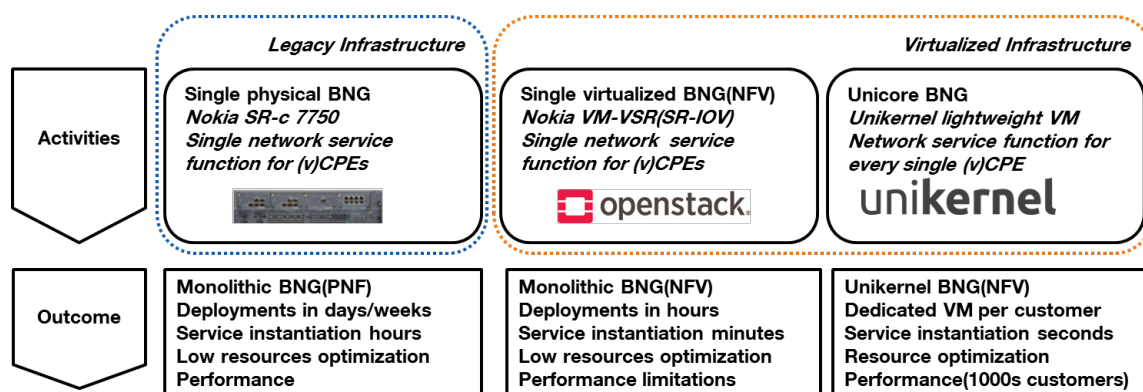 Legacy Infrastructure
Virtualized Infrastructure
Activities
Single physical BNG
Nokia SR-c 7750
Single network service
function for (v)CPEs
Single virtualized BNG(NFV)
Nokia VM-VSR(SR-IOV)
Single network service
function for (v)CPEs
openstack.
Unicore BNG
Unikernel lightweight VM
Network service function for
every single (v)CPE
unikernel
Outcome
Monolithic BNG(PNF)
Deployments in days/weeks
Service instantiation hours
Low resources optimization
Performance
Monolithic BNG(NFV)
Deployments in hours
Service instantiation minutes
Low resources optimization
Performance limitations
Unikernel BNG(NFV)
Dedicated VM per customer
Service instantiation seconds
Resource optimization
Performance(1000s customers)